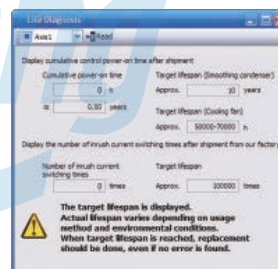 Life Diagnosis
Axis1 Read
Display cumulative control power-on time after shipment
Cumulative power-on time Target lifespan (Smoothing condenser)
0 h Approx. 10 years
= 0.00 years Target lifespan (Cooling fan)
Approx. 50000-70000 h
Display the number of inrush current switching times after shipment from our factory
Number of inrush current Target lifespan
switching times
0 times Approx. 100000 times
The target lifespan is displayed.
Actual lifespan varies depending on usage
method and environmental conditions.
When target lifespan is reached, replacement
should be done, even if no error is found.